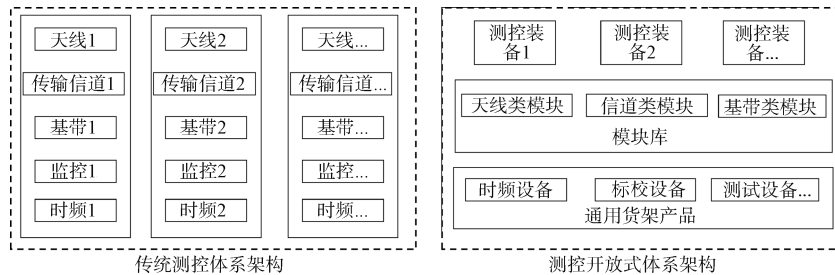 天线1
传输信道1
基带1
监控1
时频1
天线2
传输信道2
基带2
监控2
时频2
天线...
传输信道...
基带...
监控...
时频...
传统测控体系架构
测控装
备1
测控装
备2
测控装
备...
天线类模块
信道类模块
基带类模块
模块库
时频设备
标校设备
测试设备...
通用货架产品
测控开放式体系架构